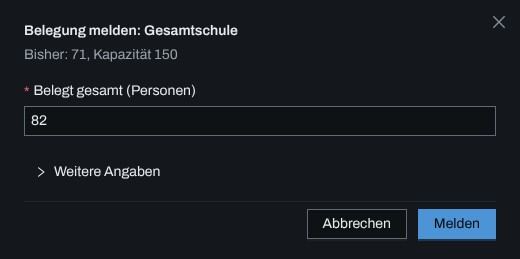 Belegung melden: Gesamtschule
Bisher: 71, Kapazität 150
* Belegt gesamt (Personen)
82
Weitere Angaben
Abbrechen
Melden